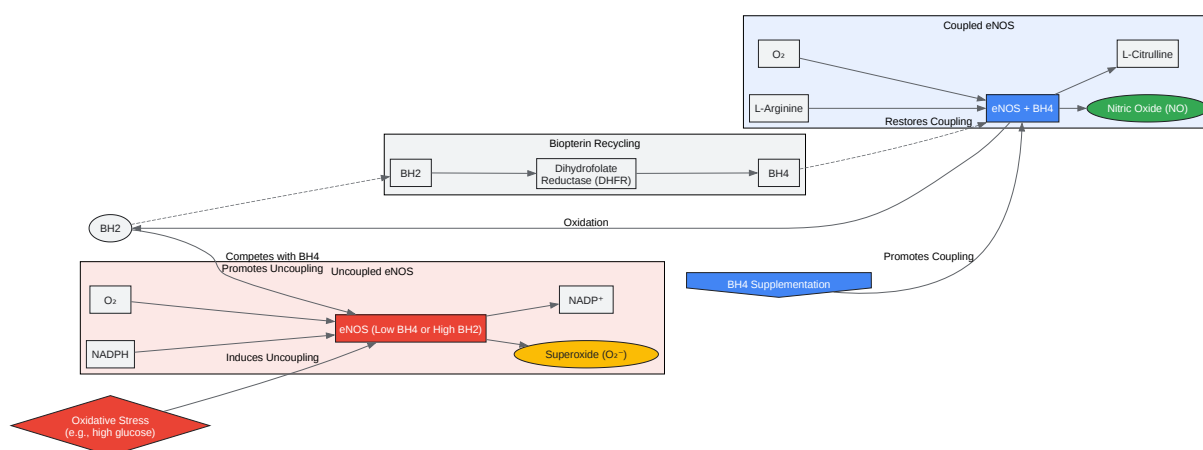 Coupled eNOS
O₂
L-Citrulline
L-Arginine
eNOS + BH4
Nitric Oxide (NO)
Restores Coupling
Biopterin Recycling
BH2
Dihydrofolate
Reductase (DHFR)
BH4
BH2
Oxidation
Competes with BH4
Promotes Uncoupling
Uncoupled eNOS
Promotes Coupling
BH4 Supplementation
O₂
NADP⁺
eNOS (Low BH4 or High BH2)
NADPH
Superoxide (O₂⁻)
Induces Uncoupling
Oxidative Stress
(e.g., high glucose)